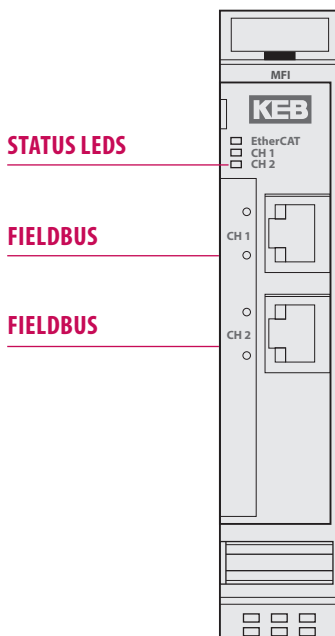 MFI
KEB
EtherCAT
CH 1
CH 2
STATUS LEDS
CH 1
FIELDBUS
FIELDBUS
CH 2